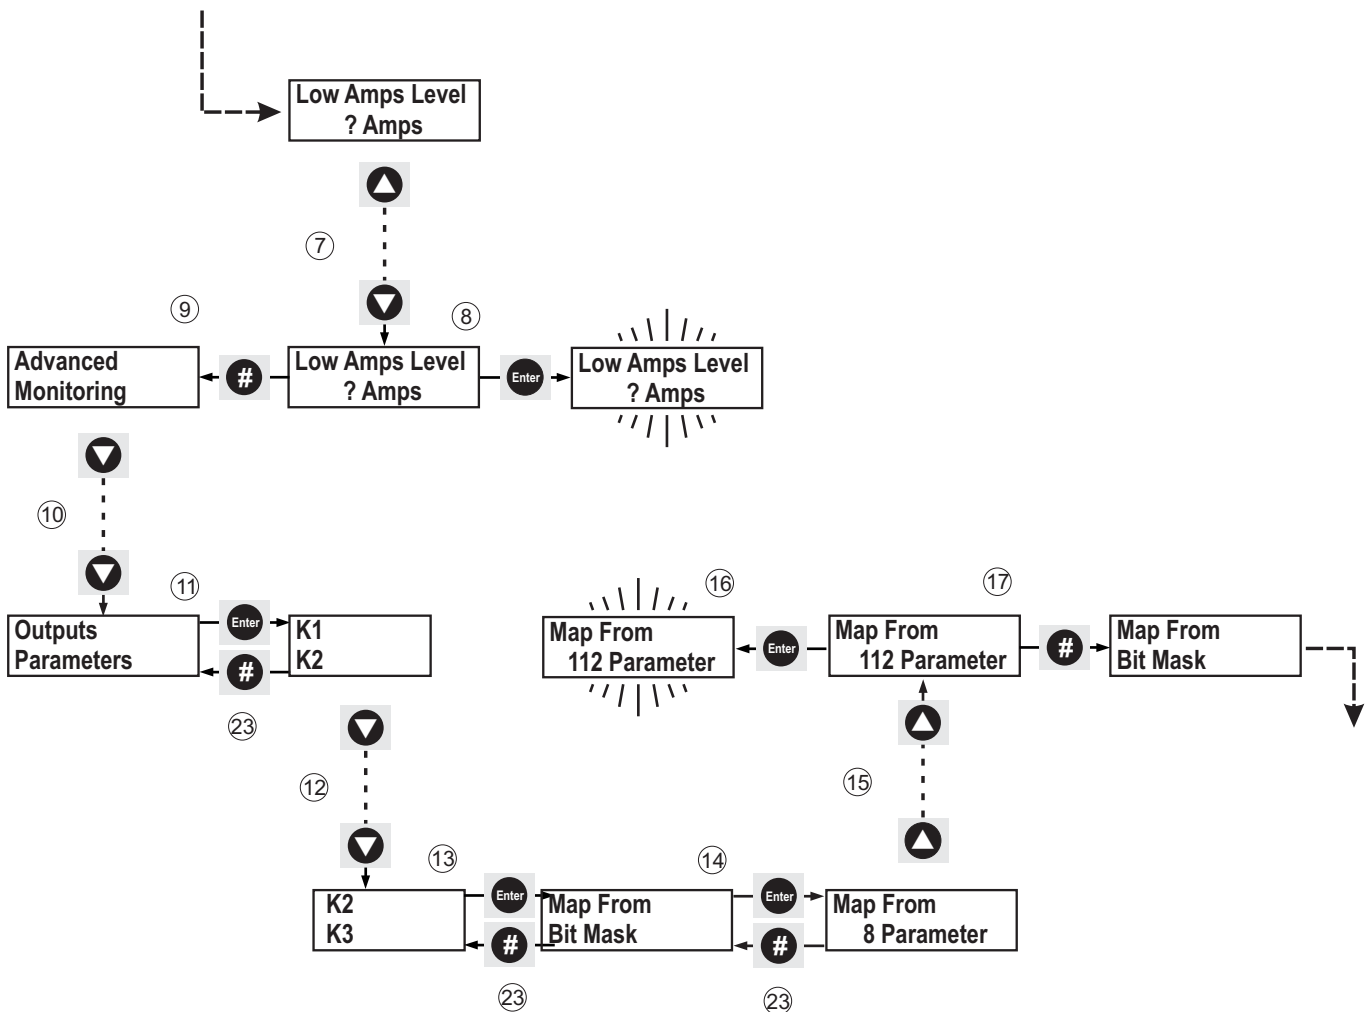 Low Amps Level
? Amps
7
9
8
Advanced
Monitoring
#
Low Amps Level
? Amps
Enter
Low Amps Level
? Amps
10
11
16
17
Outputs
Parameters
Enter
#
K1
K2
Map From
112 Parameter
Enter
Map From
112 Parameter
#
Map From
Bit Mask
23
12
15
13
14
K2
K3
Enter
#
Map From
Bit Mask
Enter
#
Map From
8 Parameter
23
23